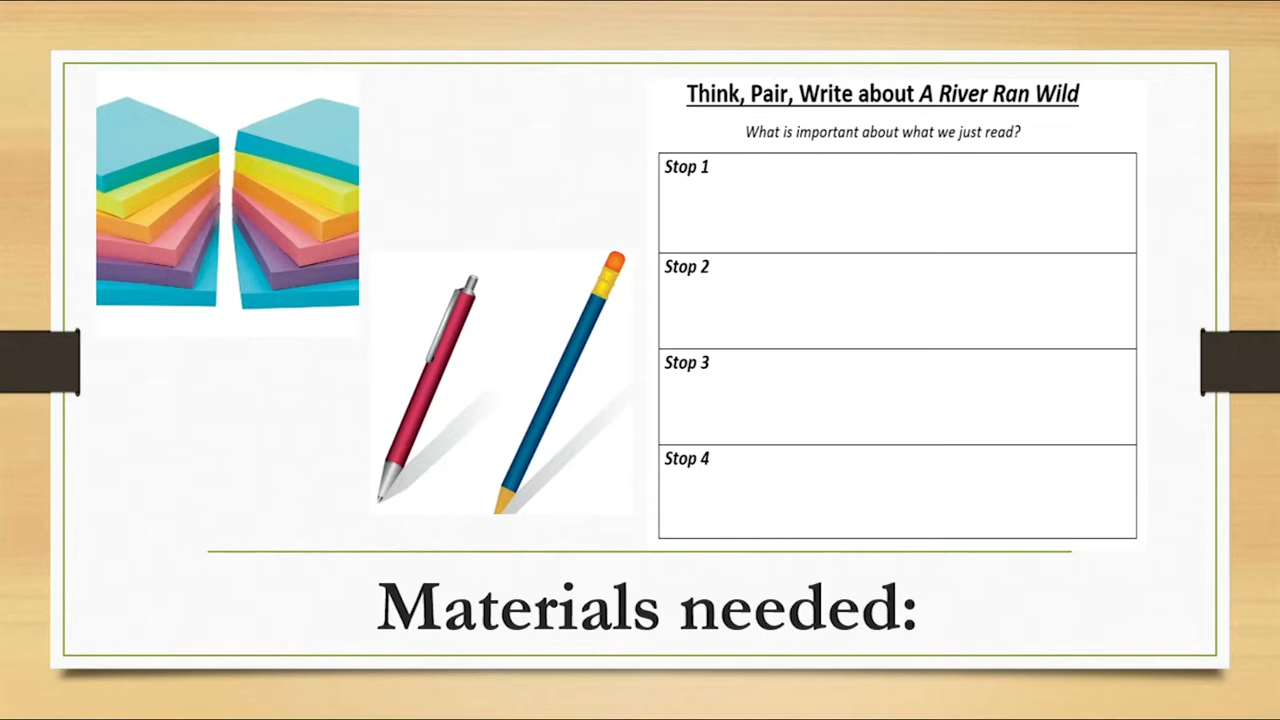 Think, Pair, Write about A River Ran Wild
What is important about what we just read?
Stop 1
Stop 2
Stop 3
Stop 4
Materials needed: